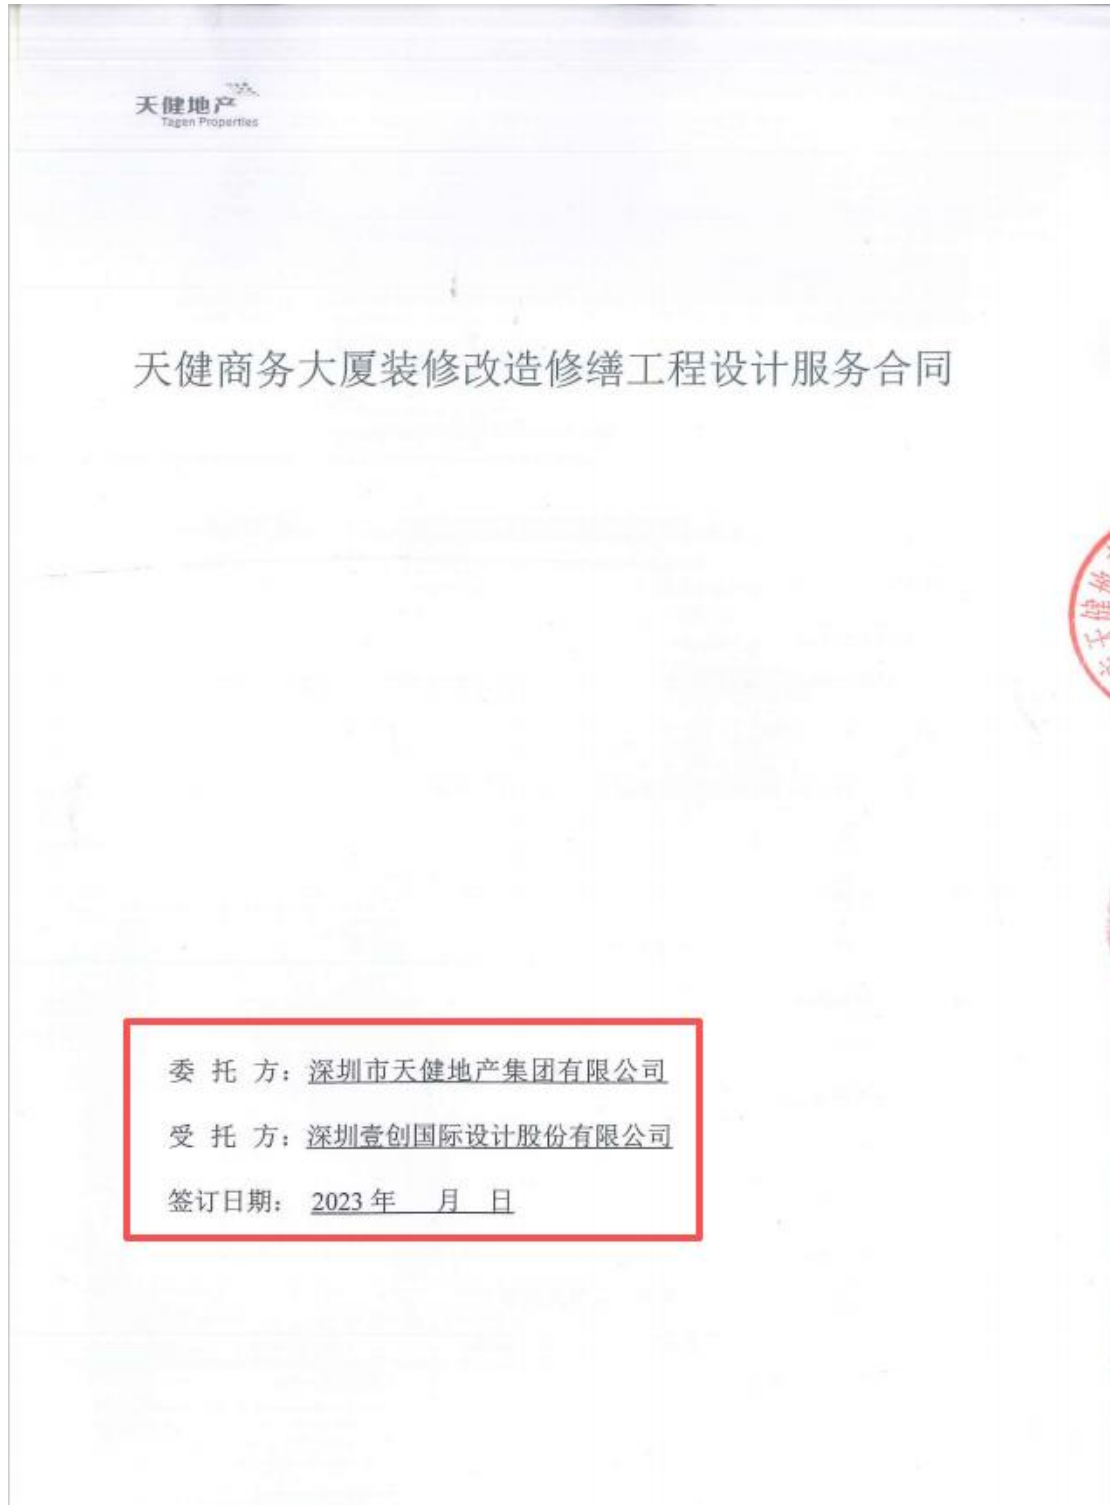 天健地产
Tagen Properties
天健商务大厦装修改造修缮工程设计服务合同
委 托 方：深圳市天健地产集团有限公司
受 托 方：深圳壹创国际设计股份有限公司
签订日期： 2023 年 月 日